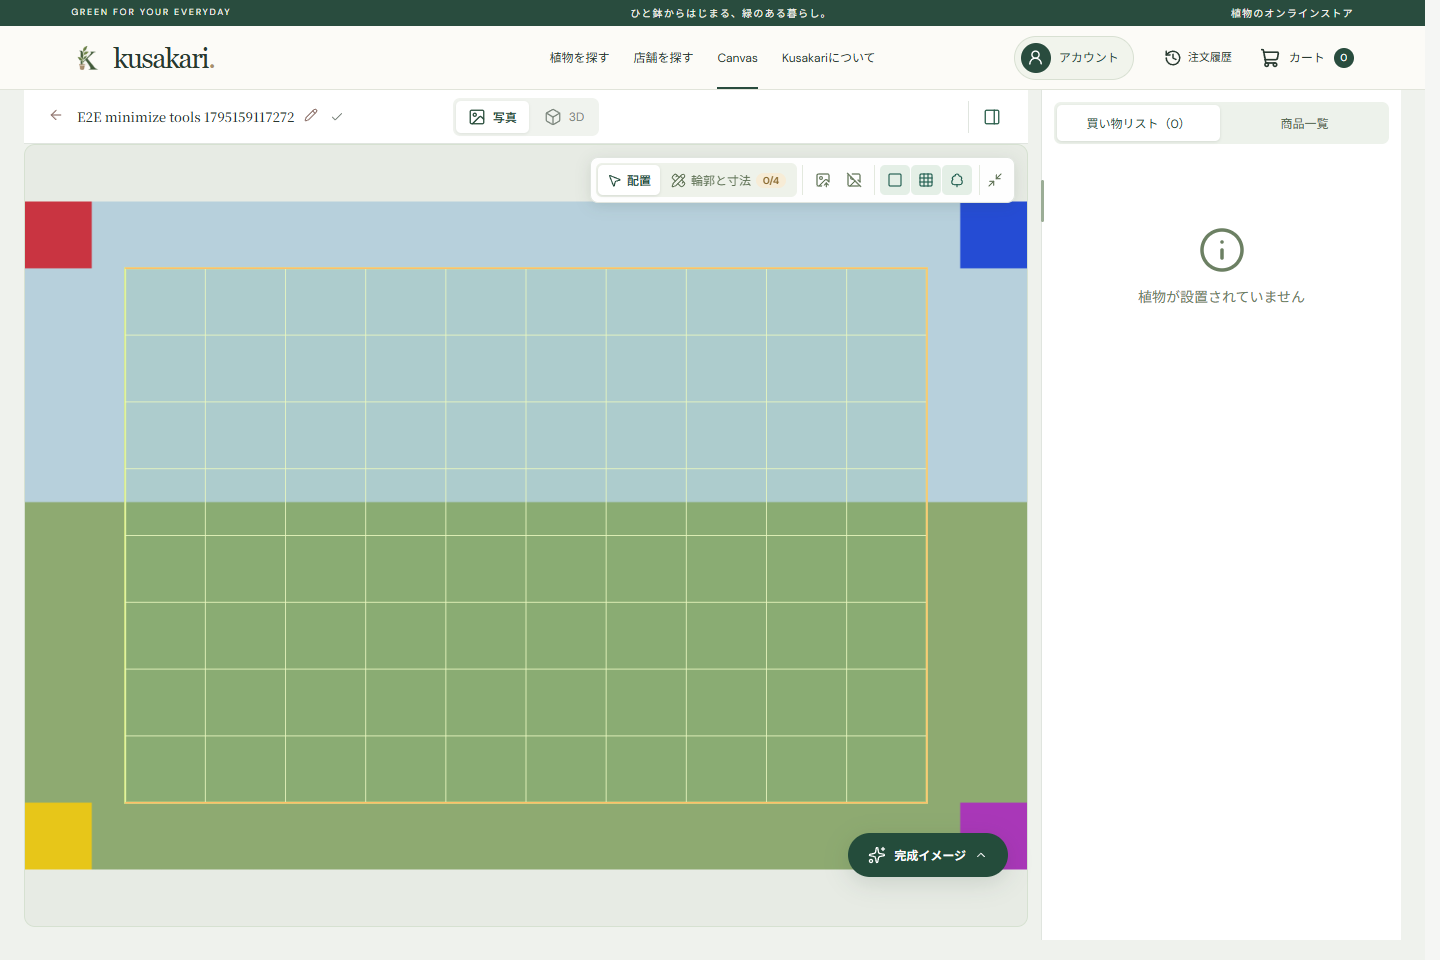 GREEN FOR YOUR EVERYDAY
ひと鉢からはじまる、緑のある暮らし。
植物のオンラインストア
kusakari.
植物を探す
店舗を探す
Canvas
Kusakariについて
アカウント
注文履歴
カート
0
E2E minimize tools 1795159117272
写真
3D
買い物リスト（0）
商品一覧
配置
輪郭と寸法
0/4
植物が設置されていません
完成イメージ